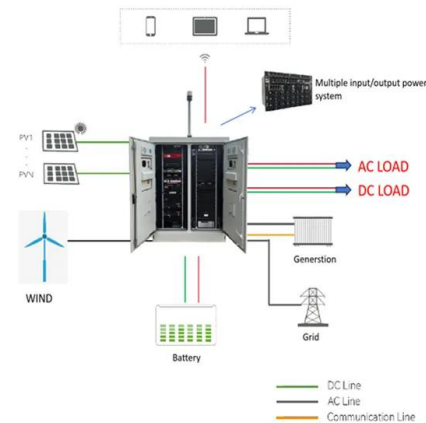 Multiple input/output power
system
PV1
PVN
AC LOAD
DC LOAD
WIND
Generstion
Grid
Battery
DC Line
AC Line
Communication Line